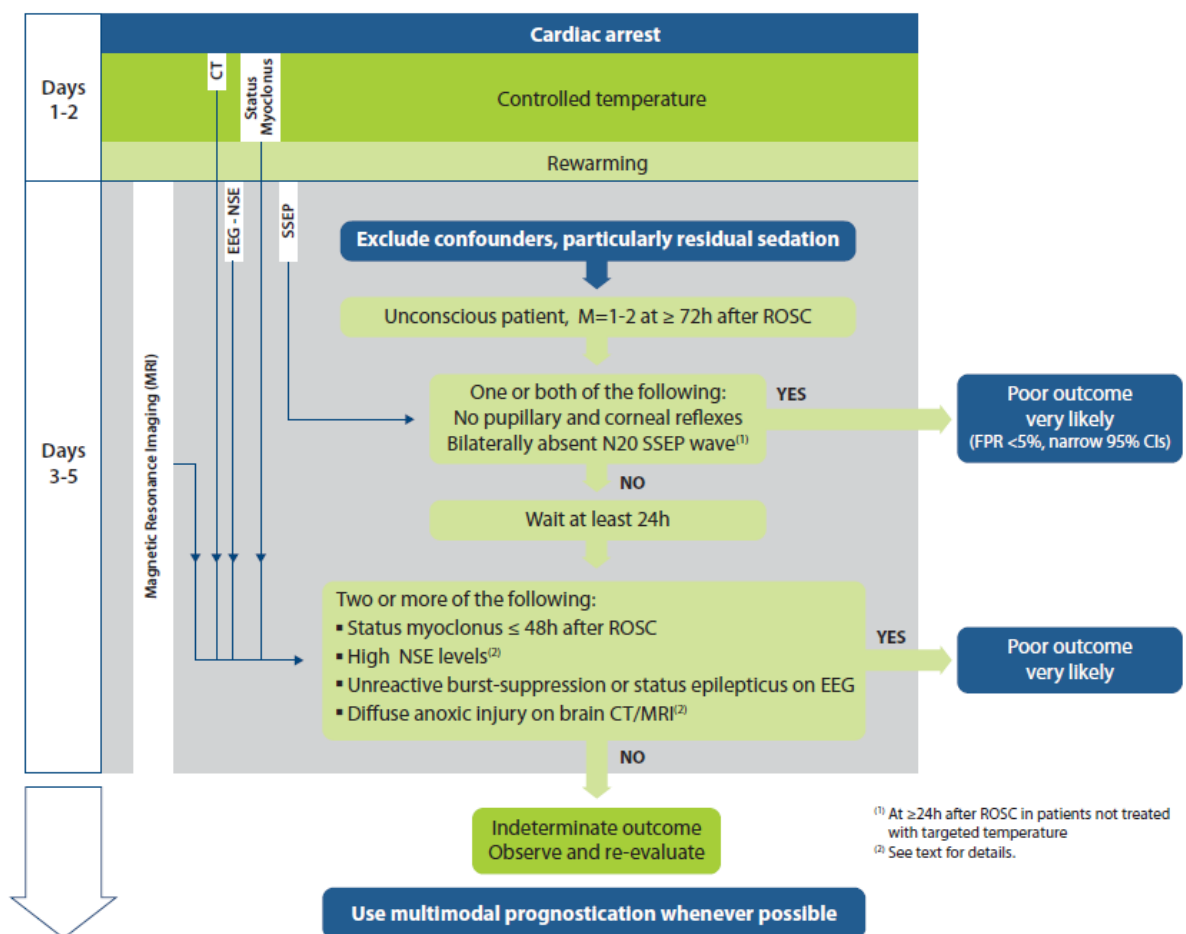 Cardiac arrest
Days
1-2
CT
Status
Myoclonus
Controlled temperature
Rewarming
Days
3-5
Magnetic Resonance Imaging (MRI)
EEG - NSE
SSEP
Exclude confounders, particularly residual sedation
Unconscious patient, M=1-2 at ≥ 72h after ROSC
One or both of the following:
No pupillary and corneal reflexes
Bilaterally absent N20 SSEP wave(1)
YES
Poor outcome
very likely
(FPR <5%, narrow 95% CIs)
NO
Wait at least 24h
Two or more of the following:
▪ Status myoclonus ≤ 48h after ROSC
▪ High NSE levels(2)
▪ Unreactive burst-suppression or status epilepticus on EEG
▪ Diffuse anoxic injury on brain CT/MRI(2)
YES
Poor outcome
very likely
NO
Indeterminate outcome
Observe and re-evaluate
(1) At ≥24h after ROSC in patients not treated
with targeted temperature
(2) See text for details.
Use multimodal prognostication whenever possible